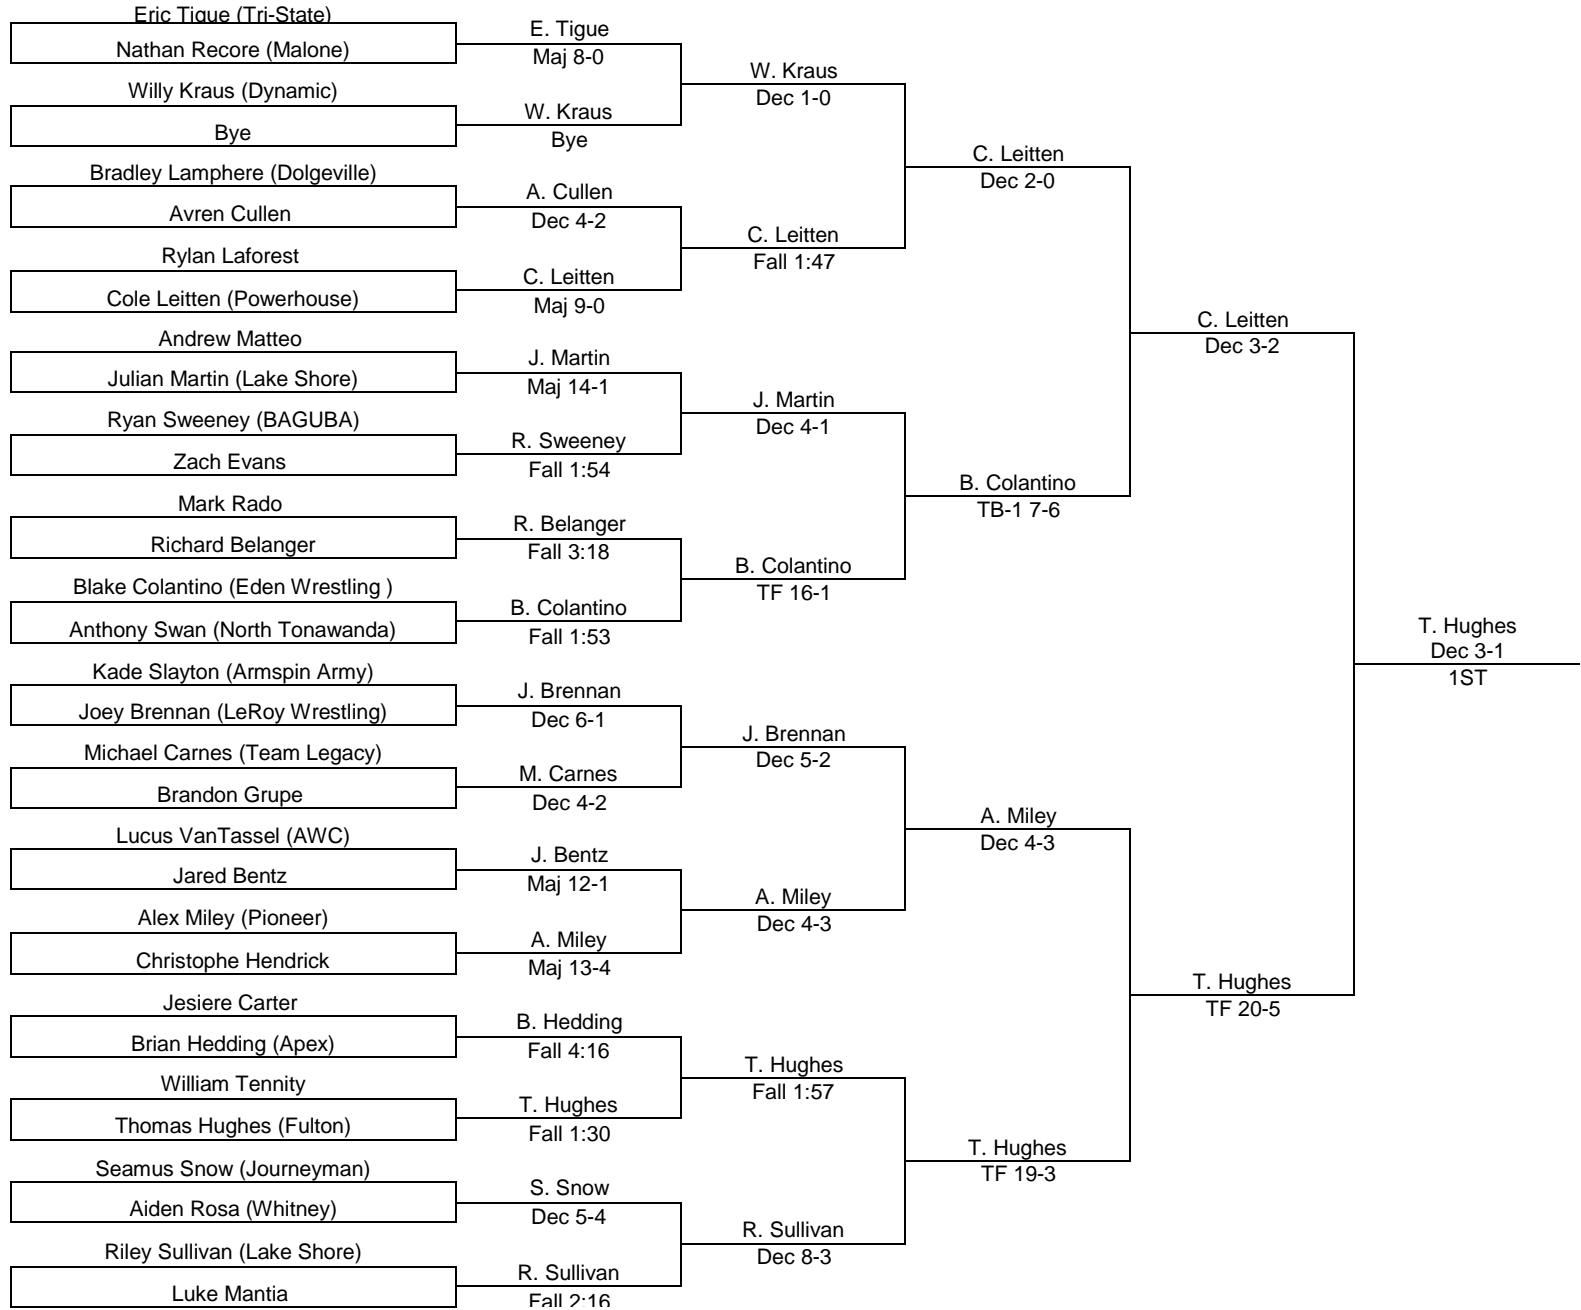 Eric Tigue (Tri-State)
Nathan Recore (Malone)
Willy Kraus (Dynamic)
Bye
Bradley Lamphere (Dolgeville)
Avren Cullen
Rylan Laforest
Cole Leitten (Powerhouse)
Andrew Matteo
Julian Martin (Lake Shore)
Ryan Sweeney (BAGUBA)
Zach Evans
Mark Rado
Richard Belanger
Blake Colantino (Eden Wrestling )
Anthony Swan (North Tonawanda)
Kade Slayton (Armspin Army)
Joey Brennan (LeRoy Wrestling)
Michael Carnes (Team Legacy)
Brandon Grupe
Lucus VanTassel (AWC)
Jared Bentz
Alex Miley (Pioneer)
Christophe Hendrick
Jesiere Carter
Brian Hedding (Apex)
William Tennity
Thomas Hughes (Fulton)
Seamus Snow (Journeyman)
Aiden Rosa (Whitney)
Riley Sullivan (Lake Shore)
Luke Mantia
E. Tigue
Maj 8-0
W. Kraus
Bye
A. Cullen
Dec 4-2
C. Leitten
Maj 9-0
J. Martin
Maj 14-1
R. Sweeney
Fall 1:54
R. Belanger
Fall 3:18
B. Colantino
Fall 1:53
J. Brennan
Dec 6-1
M. Carnes
Dec 4-2
J. Bentz
Maj 12-1
A. Miley
Maj 13-4
B. Hedding
Fall 4:16
T. Hughes
Fall 1:30
S. Snow
Dec 5-4
R. Sullivan
Fall 2:16
W. Kraus
Dec 1-0
C. Leitten
Fall 1:47
J. Martin
Dec 4-1
B. Colantino
TF 16-1
J. Brennan
Dec 5-2
A. Miley
Dec 4-3
T. Hughes
Fall 1:57
R. Sullivan
Dec 8-3
C. Leitten
Dec 2-0
B. Colantino
TB-1 7-6
A. Miley
Dec 4-3
T. Hughes
TF 19-3
C. Leitten
Dec 3-2
T. Hughes
TF 20-5
T. Hughes
Dec 3-1
1ST